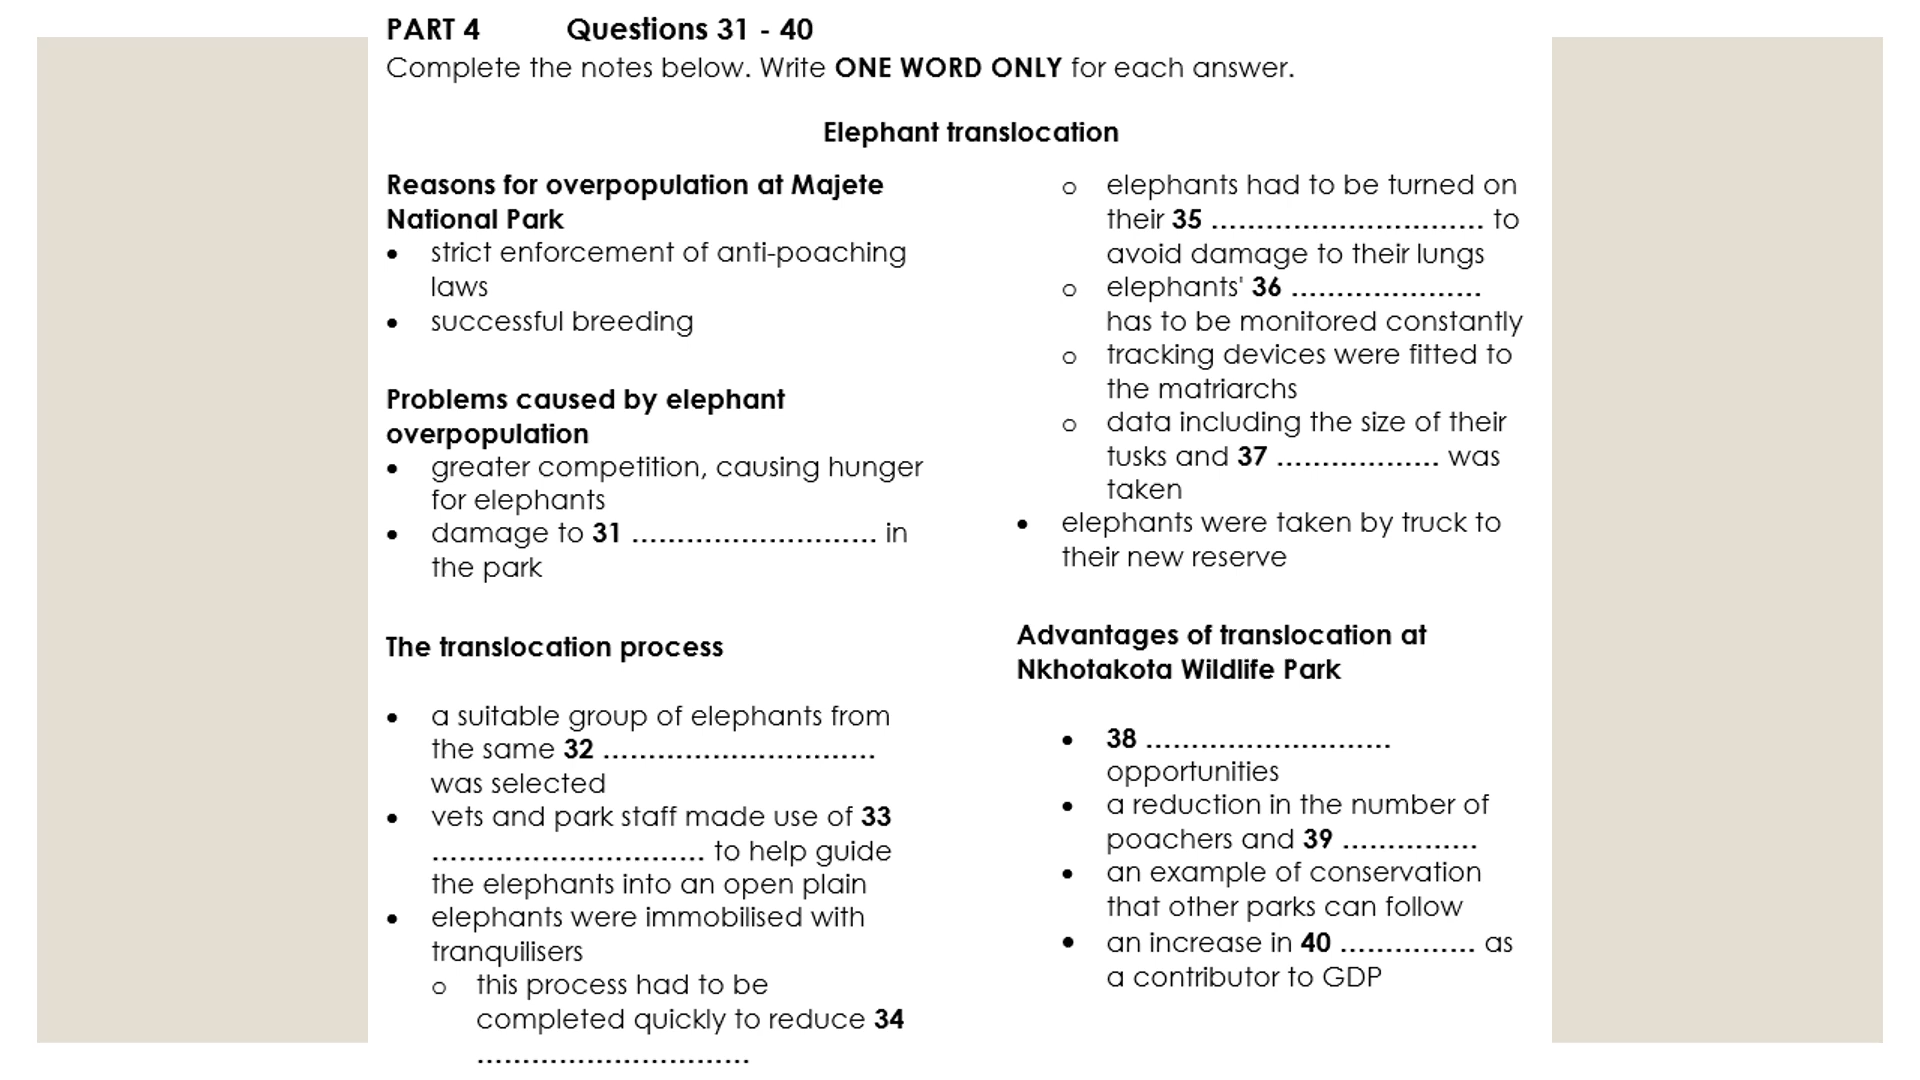 PART 4 Questions 31 - 40
Complete the notes below. Write ONE WORD ONLY for each answer.
Elephant translocation
Reasons for overpopulation at Majete
National Park
• strict enforcement of anti-poaching
laws
• successful breeding
Problems caused by elephant
overpopulation
• greater competition, causing hunger
for elephants
• damage to 31 ........................... in
the park
The translocation process
• a suitable group of elephants from
the same 32 ..............................
was selected
• vets and park staff made use of 33
.............................. to help guide
the elephants into an open plain
• elephants were immobilised with
tranquilisers
o this process had to be
completed quickly to reduce 34
..............................
o elephants had to be turned on
their 35 .............................. to
avoid damage to their lungs
o elephants' 36 .....................
has to be monitored constantly
o tracking devices were fitted to
the matriarchs
o data including the size of their
tusks and 37 .................. was
taken
• elephants were taken by truck to
their new reserve
Advantages of translocation at
Nkhotakota Wildlife Park
• 38 ...........................
opportunities
• a reduction in the number of
poachers and 39 ...............
• an example of conservation
that other parks can follow
• an increase in 40 ............... as
a contributor to GDP